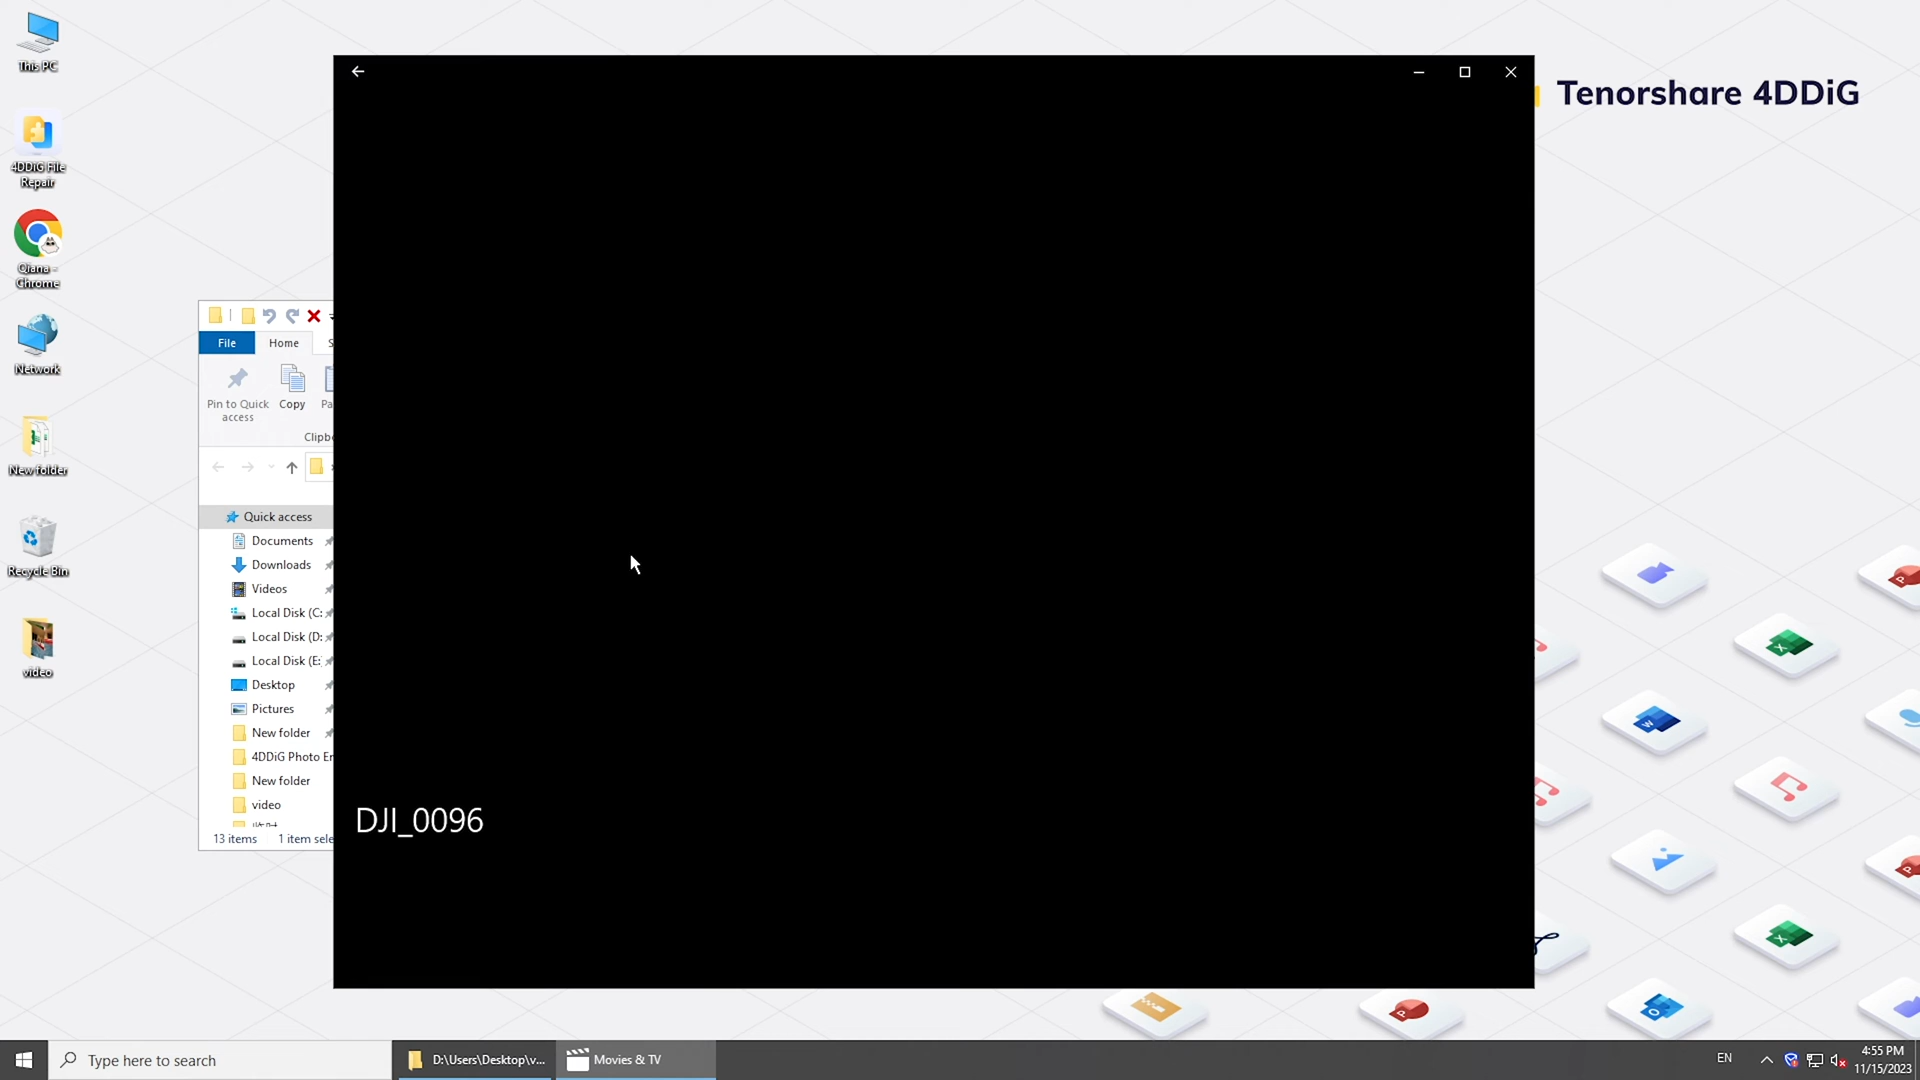 This PC
4DDiG File
Repair
Qiana -
Chrome
Network
New folder
Recycle Bin
video
Tenorshare 4DDiG
File
Home
Pin to Quick
access
Copy
Clipbo
Quick access
Documents
Downloads
Videos
Local Disk (C:
Local Disk (D:
Local Disk (E:
Desktop
Pictures
New folder
4DDiG Photo En
New folder
video
13 items
1 item sele
DJI_0096
Type here to search
D:\Users\Desktop\v...
Movies & TV
EN
4:55 PM
11/15/2023